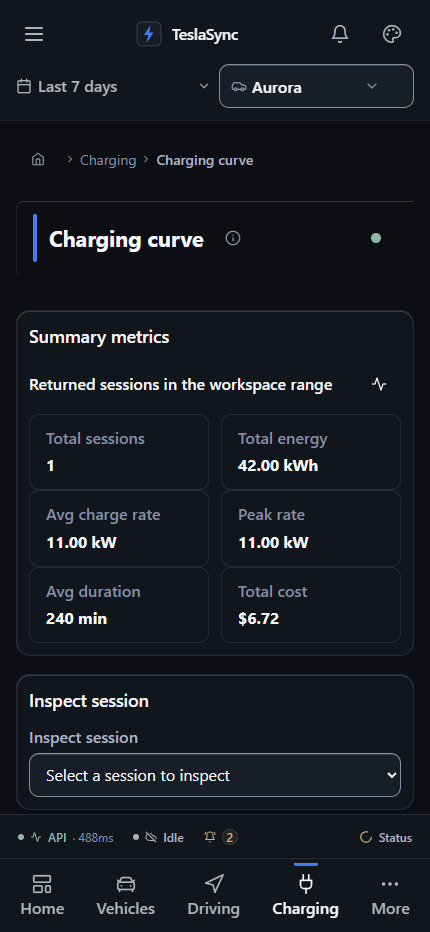 TeslaSync
Last 7 days
Aurora
Charging
Charging curve
Charging curve
Summary metrics
Returned sessions in the workspace range
Total sessions
1
Total energy
42.00 kWh
Avg charge rate
11.00 kW
Peak rate
11.00 kW
Avg duration
240 min
Total cost
$6.72
Inspect session
Inspect session
Select a session to inspect
API · 488ms
Idle
2
Status
Home
Vehicles
Driving
Charging
More